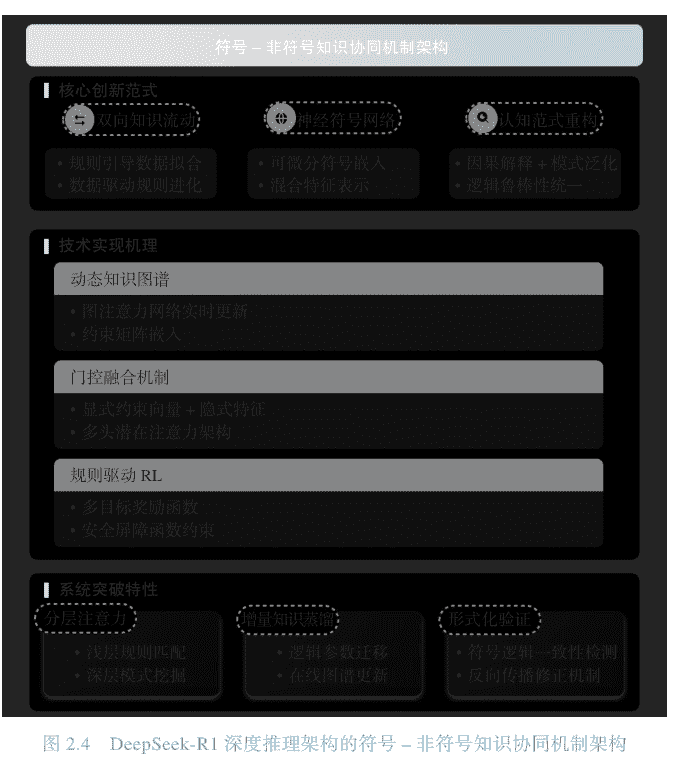 符号 – 非符号知识协同机制架构
核心创新范式
双向知识流动
神经符号网络
认知范式重构
• 规则引导数据拟合
• 数据驱动规则进化
• 可微分符号嵌入
• 混合特征表示
• 因果解释 + 模式泛化
• 逻辑鲁棒性统一
技术实现机理
动态知识图谱
• 图注意力网络实时更新
• 约束矩阵嵌入
门控融合机制
• 显式约束向量 + 隐式特征
• 多头潜在注意力架构
规则驱动 RL
• 多目标奖励函数
• 安全屏障函数约束
系统突破特性
分层注意力
增量知识蒸馏
形式化验证
• 浅层规则匹配
• 深层模式挖掘
• 逻辑参数迁移
• 在线图谱更新
• 符号逻辑一致性检测
• 反向传播修正机制
图 2.4 DeepSeek-R1 深度推理架构的符号 – 非符号知识协同机制架构